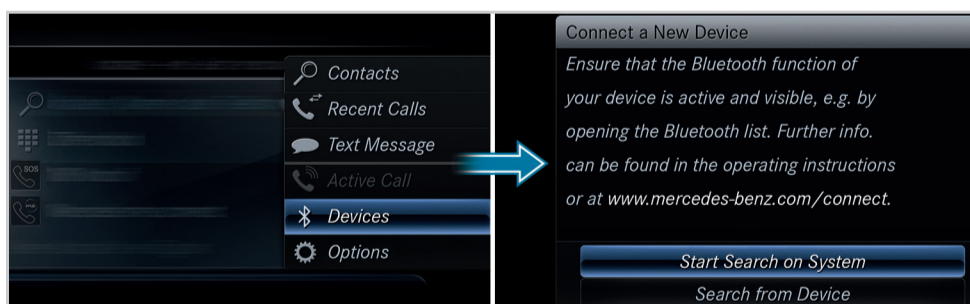 Contacts
Recent Calls
Text Message
Active Call
Devices
Options
SOS
Connect a New Device
Ensure that the Bluetooth function of
your device is active and visible, e.g. by
opening the Bluetooth list. Further info.
can be found in the operating instructions
or at www.mercedes-benz.com/connect.
Start Search on System
Search from Device